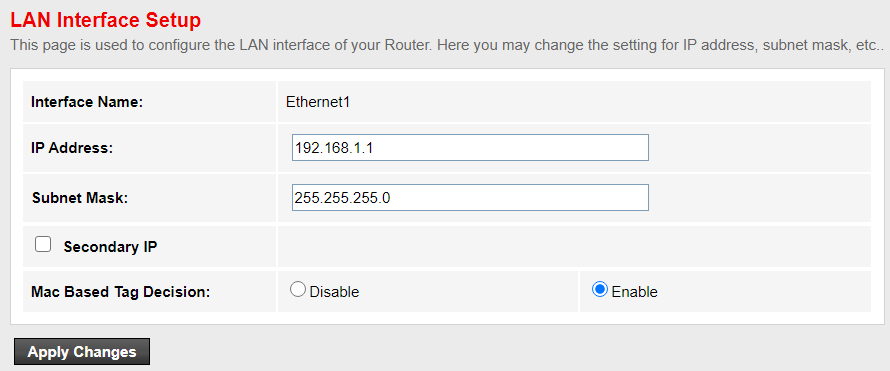 LAN Interface Setup
This page is used to configure the LAN interface of your Router. Here you may change the setting for IP address, subnet mask, etc..
Interface Name: Ethernet1
IP Address: 192.168.1.1
Subnet Mask: 255.255.255.0
Secondary IP
Mac Based Tag Decision: Disable Enable
Apply Changes